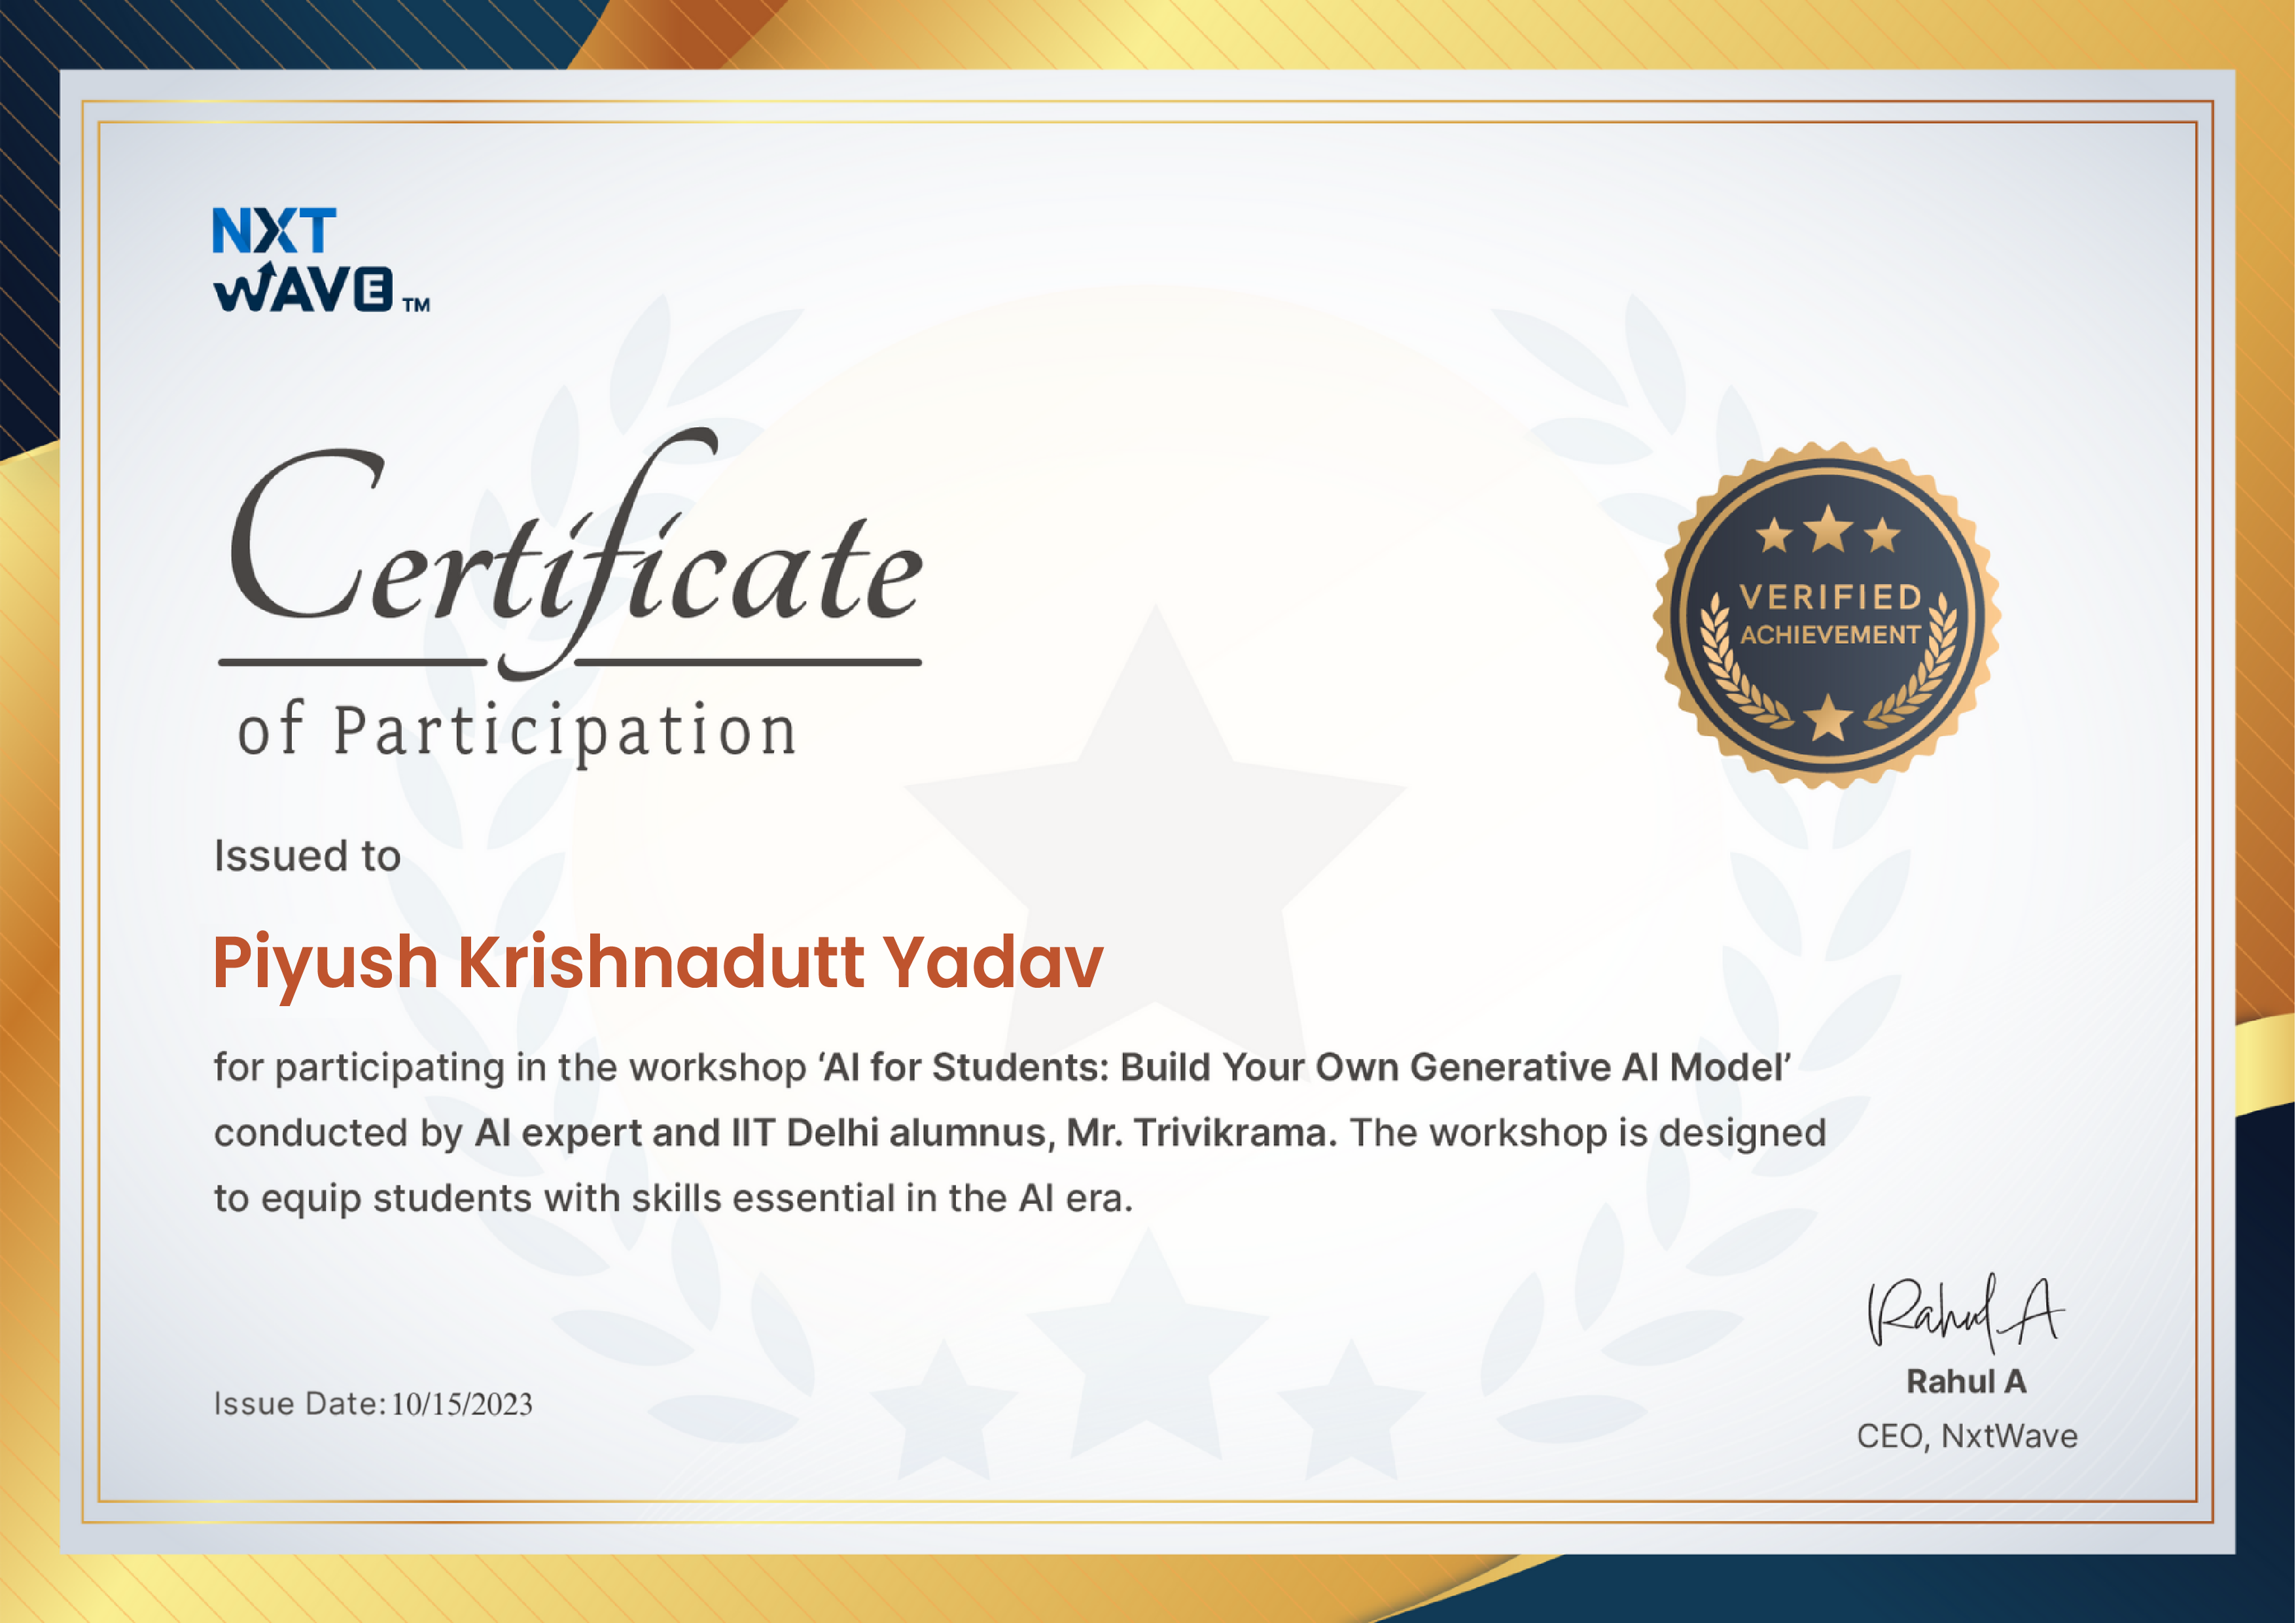 NXT
WAVE TM
Certificate
of Participation
VERIFIED
ACHIEVEMENT
Issued to
Piyush Krishnadutt Yadav
for participating in the workshop ‘AI for Students: Build Your Own Generative AI Model’
conducted by AI expert and IIT Delhi alumnus, Mr. Trivikrama. The workshop is designed
to equip students with skills essential in the AI era.
Rahul A
Rahul A
CEO, NxtWave
Issue Date: 10/15/2023